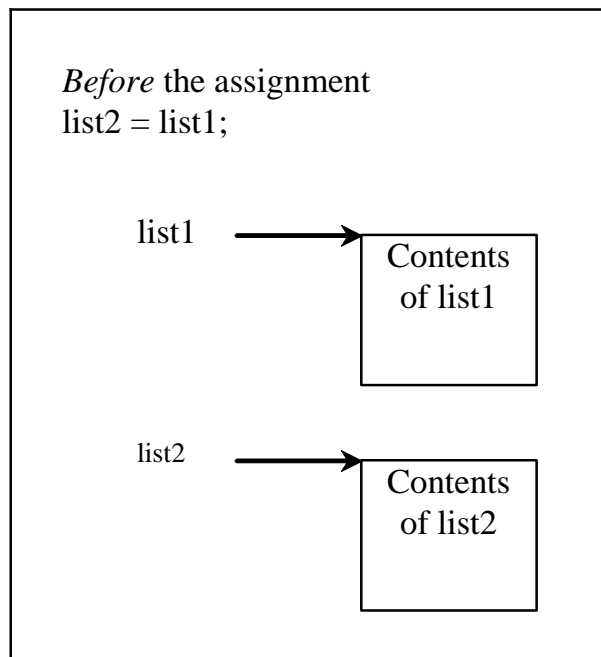 Before the assignment
list2 = list1;
list1
Contents
of list1
list2
Contents
of list2